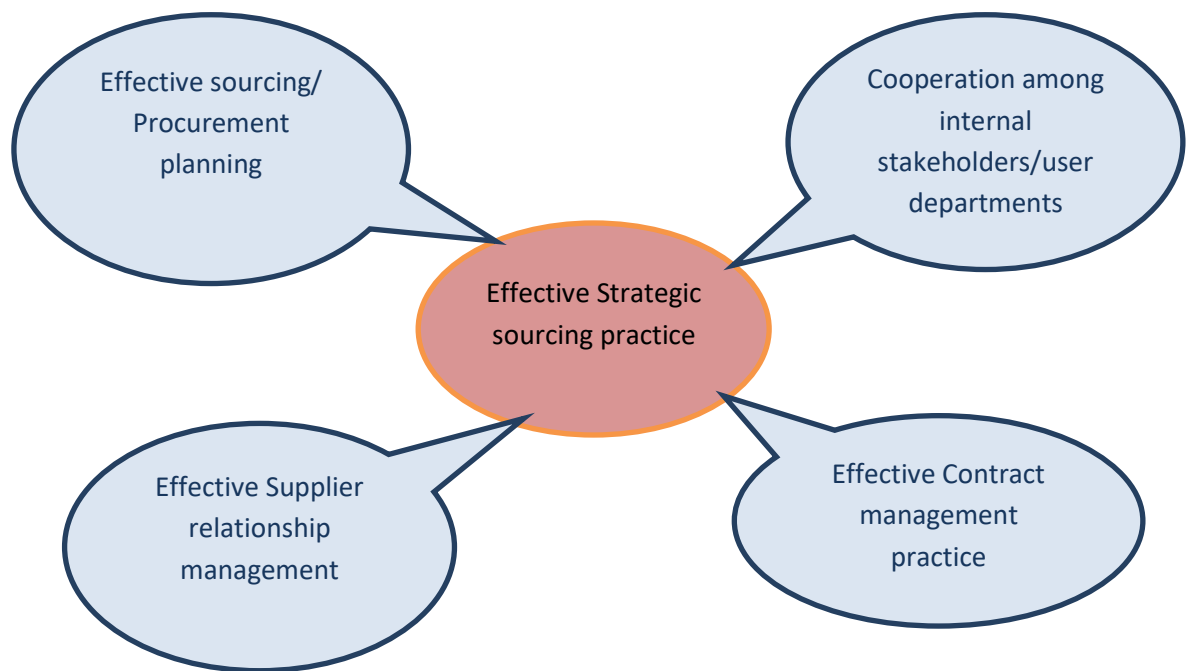 Effective sourcing/
Procurement
planning
Cooperation among
internal
stakeholders/user
departments
Effective Strategic
sourcing practice
Effective Supplier
relationship
management
Effective Contract
management
practice